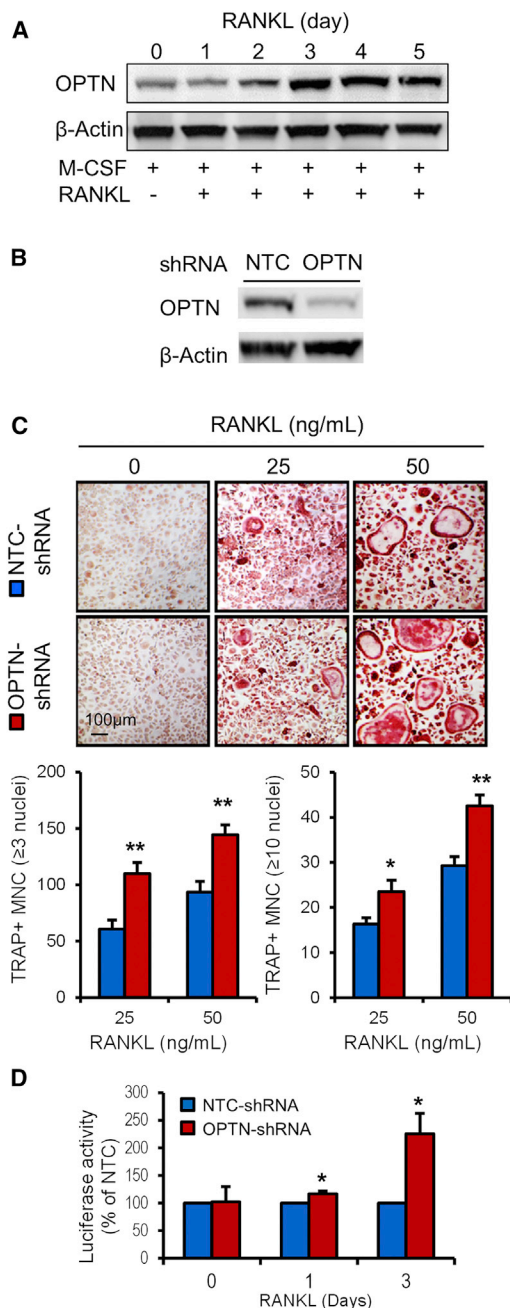 A
RANKL (day)
0 1 2 3 4 5
OPTN
β-Actin
M-CSF + + + + + +
RANKL - + + + + +
B
shRNA NTC OPTN
OPTN
β-Actin
C
RANKL (ng/mL)
0 25 50
NTC-
shRNA
OPTN-
shRNA
100μm
TRAP+ MNC (≥3 nuclei)
200
150
100
50
0
** **
25 50
RANKL (ng/mL)
TRAP+ MNC (≥10 nuclei)
50
40
30
20
10
0
* **
25 50
RANKL (ng/mL)
D
Luciferase activity
(% of NTC)
300
250
200
150
100
50
0
NTC-shRNA
OPTN-shRNA
* *
0 1 3
RANKL (Days)